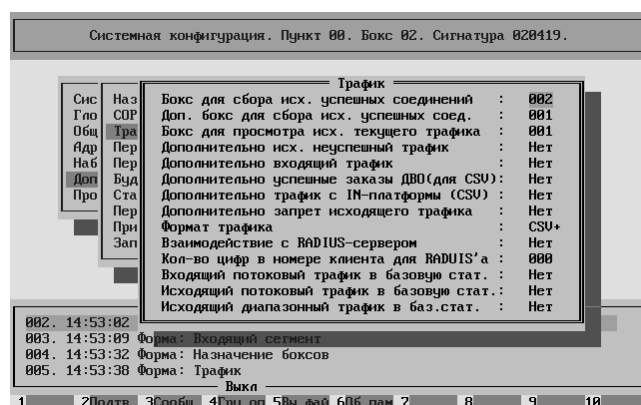 Системная конфигурация. Пункт 00. Бокс 02. Сигнатура 020419.
Трафик
Сис Наз Бокс для сбора исх. успешных соединений : 002
Гло СОР Доп. бокс для сбора исх. успешных соед. : 001
Общ Тра Бокс для просмотра исх. текущего трафика : 001
Адр Пер Дополнительно исх. неуспешный трафик : Нет
Наб Пер Дополнительно входящий трафик : Нет
Доп Буд Дополнительно успешные заказы ДВО(для CSV): Нет
Про Ста Дополнительно трафик с IN-платформы (CSV) : Нет
Пер Дополнительно запрет исходящего трафика : Нет
При Формат трафика : CSV+
Зап Взаимодействие с RADIUS-сервером : Нет
Кол-во цифр в номере клиента для RADUIS'а : 000
Входящий потоковый трафик в базовую стат. : Нет
Исходящий потоковый трафик в базовую стат.: Нет
Исходящий диапазонный трафик в баз.стат. : Нет
002. 14:53:02
003. 14:53:09 Форма: Входящий сегмент
004. 14:53:32 Форма: Назначение боксов
005. 14:53:38 Форма: Трафик
Выкл
1 2Подтв 3Сообщ 4Гру оп 5Вы фай 6Об пам 7 8 9 10